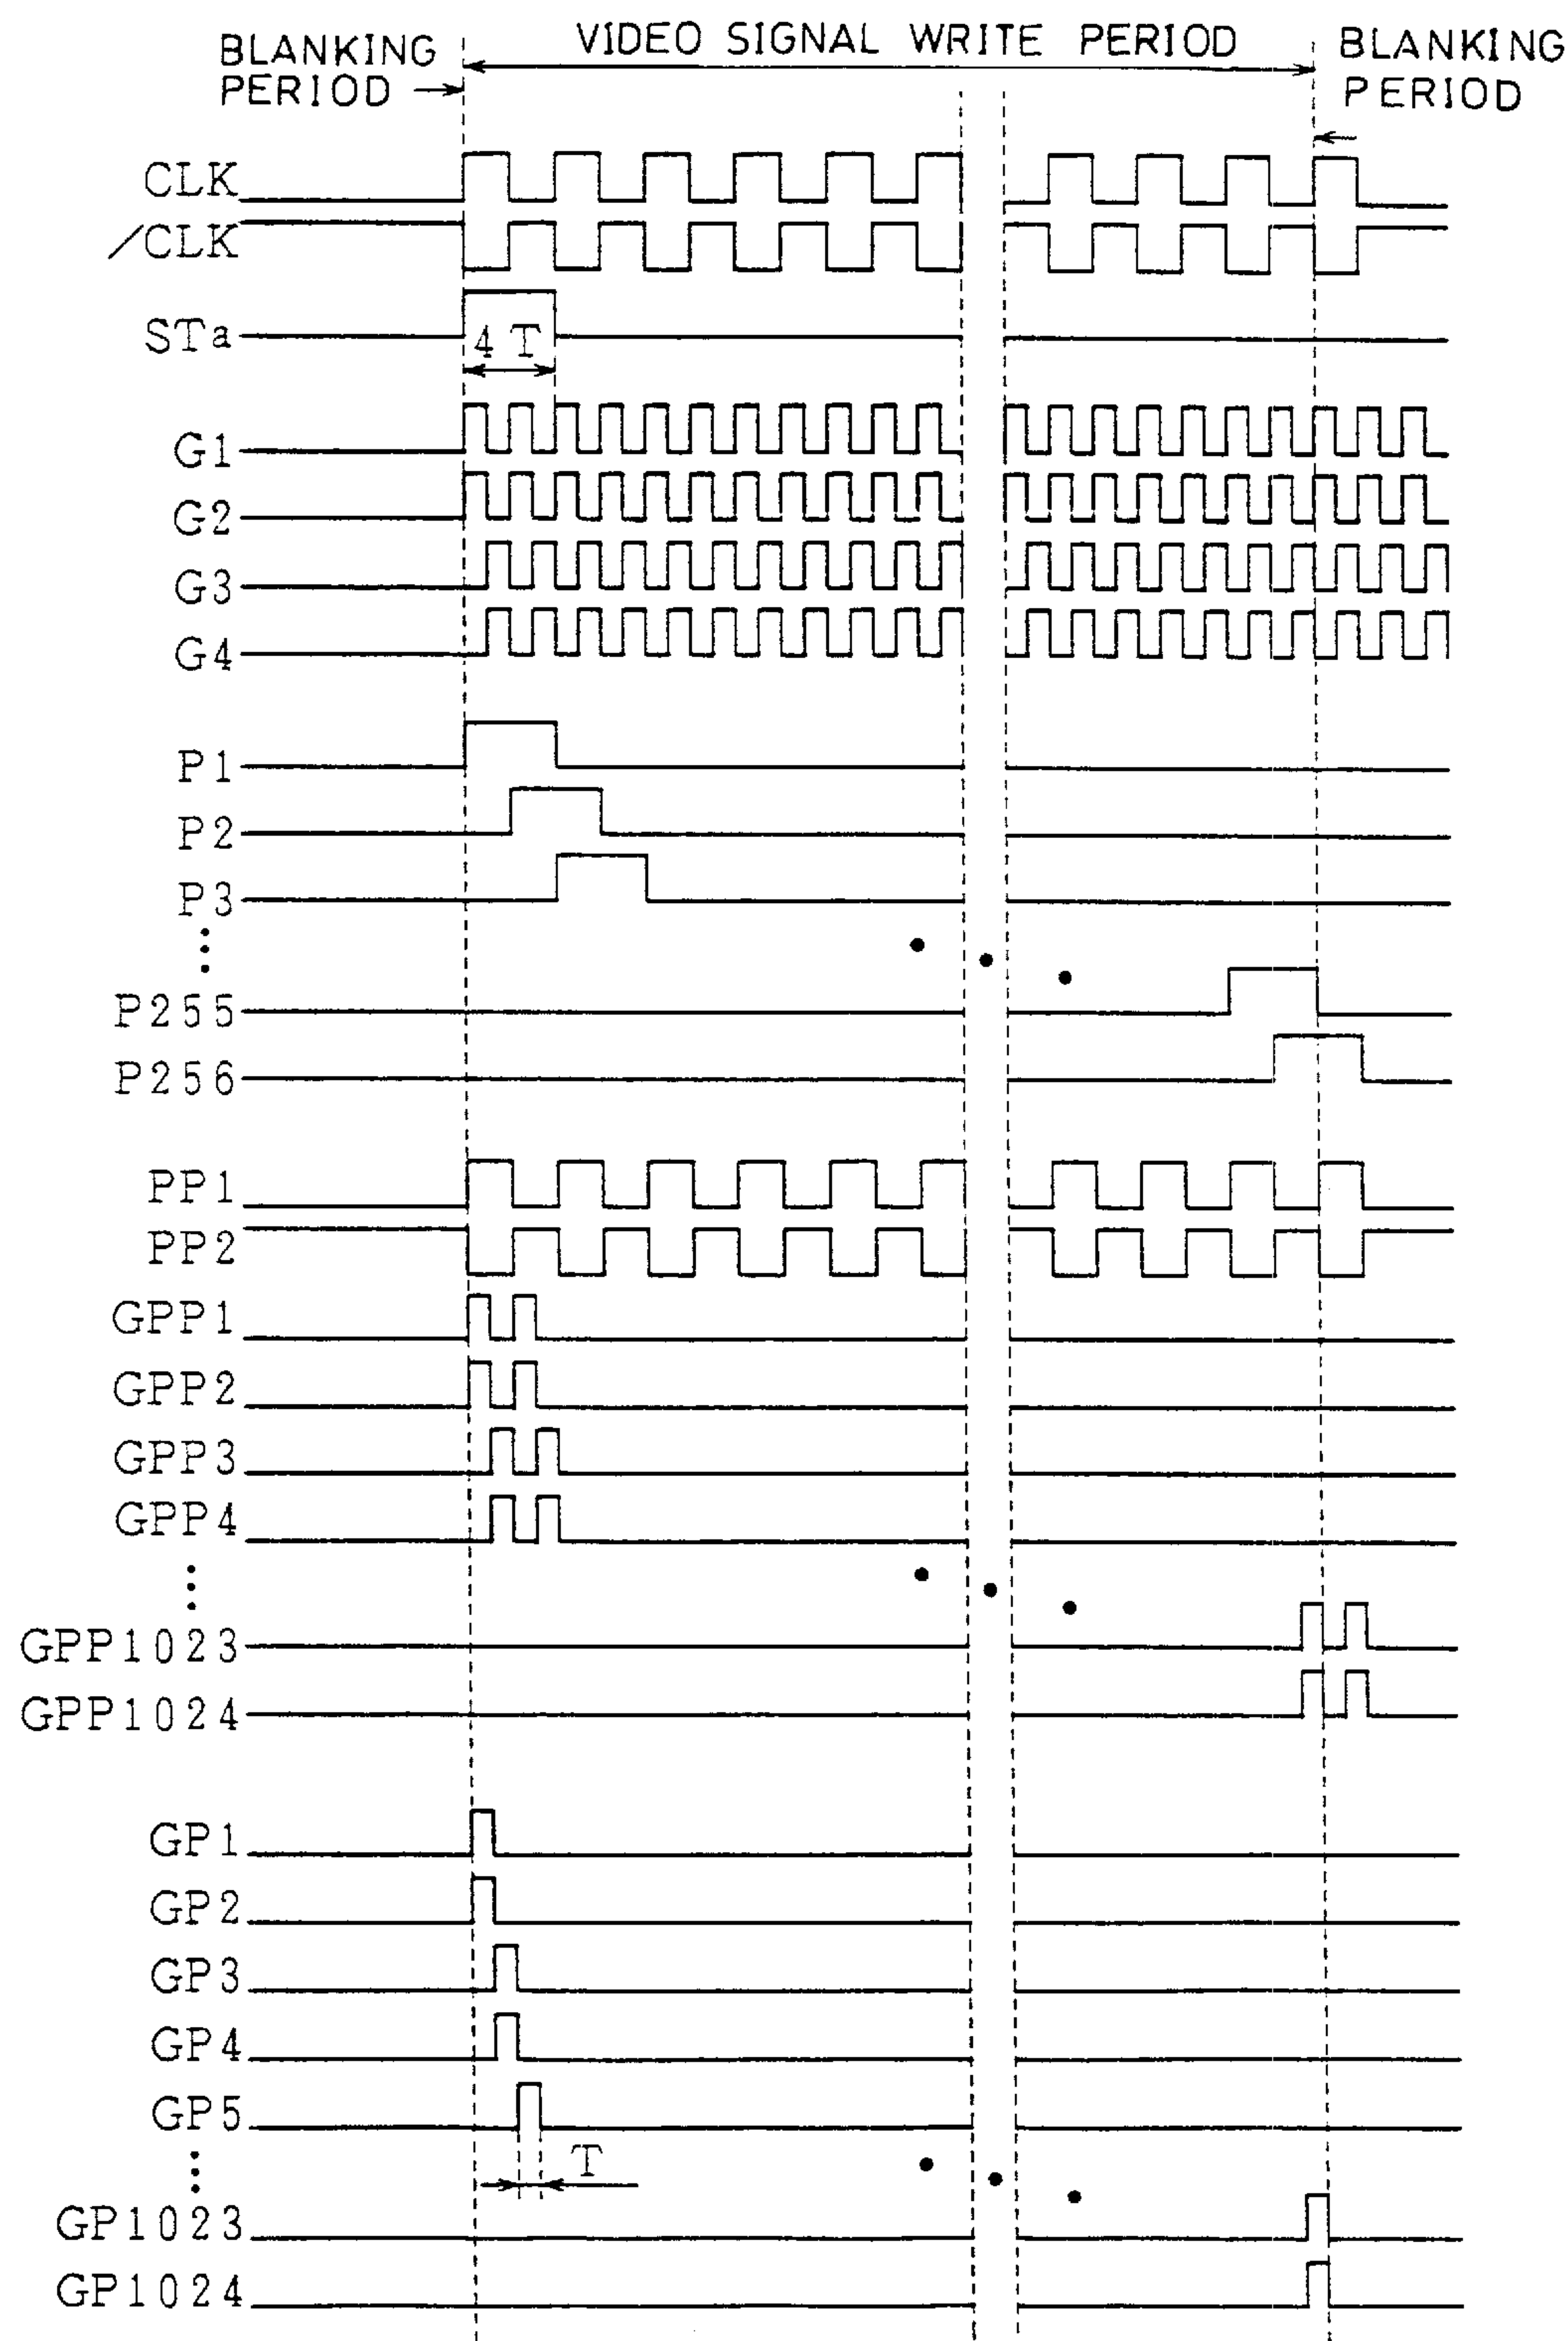 BLANKING PERIOD
VIDEO SIGNAL WRITE PERIOD
BLANKING PERIOD
CLK
/CLK
STa
4T
G1
G2
G3
G4
P1
P2
P3
P255
P256
PP1
PP2
GPP1
GPP2
GPP3
GPP4
GPP1023
GPP1024
GP1
GP2
GP3
GP4
GP5
T
GP1023
GP1024